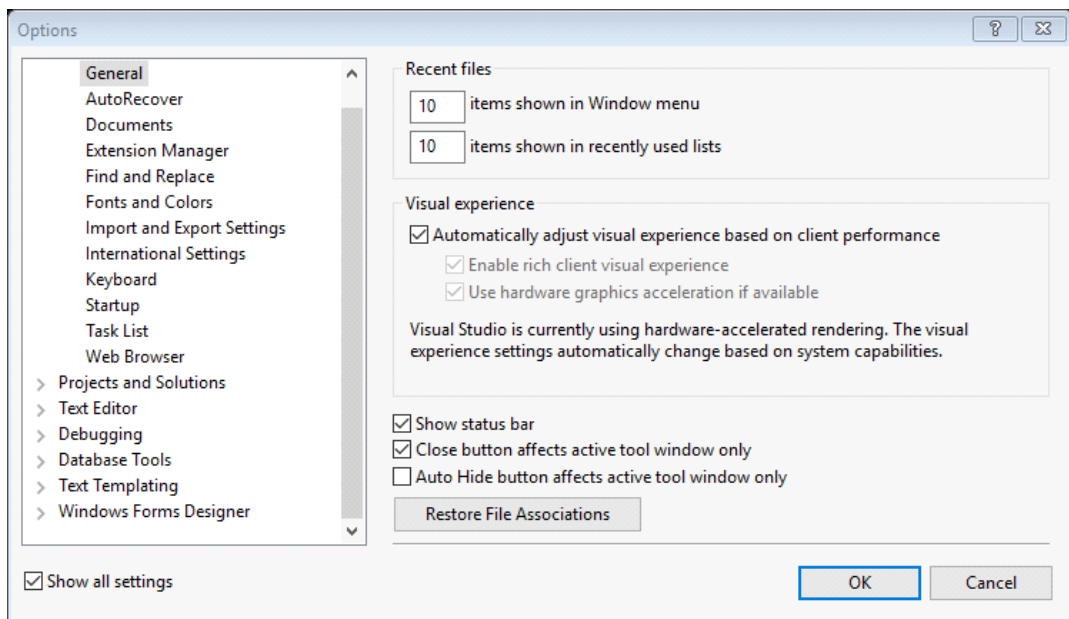 Options
General
AutoRecover
Documents
Extension Manager
Find and Replace
Fonts and Colors
Import and Export Settings
International Settings
Keyboard
Startup
Task List
Web Browser
Projects and Solutions
Text Editor
Debugging
Database Tools
Text Templating
Windows Forms Designer
Show all settings
Recent files
10 items shown in Window menu
10 items shown in recently used lists
Visual experience
Automatically adjust visual experience based on client performance
Enable rich client visual experience
Use hardware graphics acceleration if available
Visual Studio is currently using hardware-accelerated rendering. The visual
experience settings automatically change based on system capabilities.
Show status bar
Close button affects active tool window only
Auto Hide button affects active tool window only
Restore File Associations
OK
Cancel